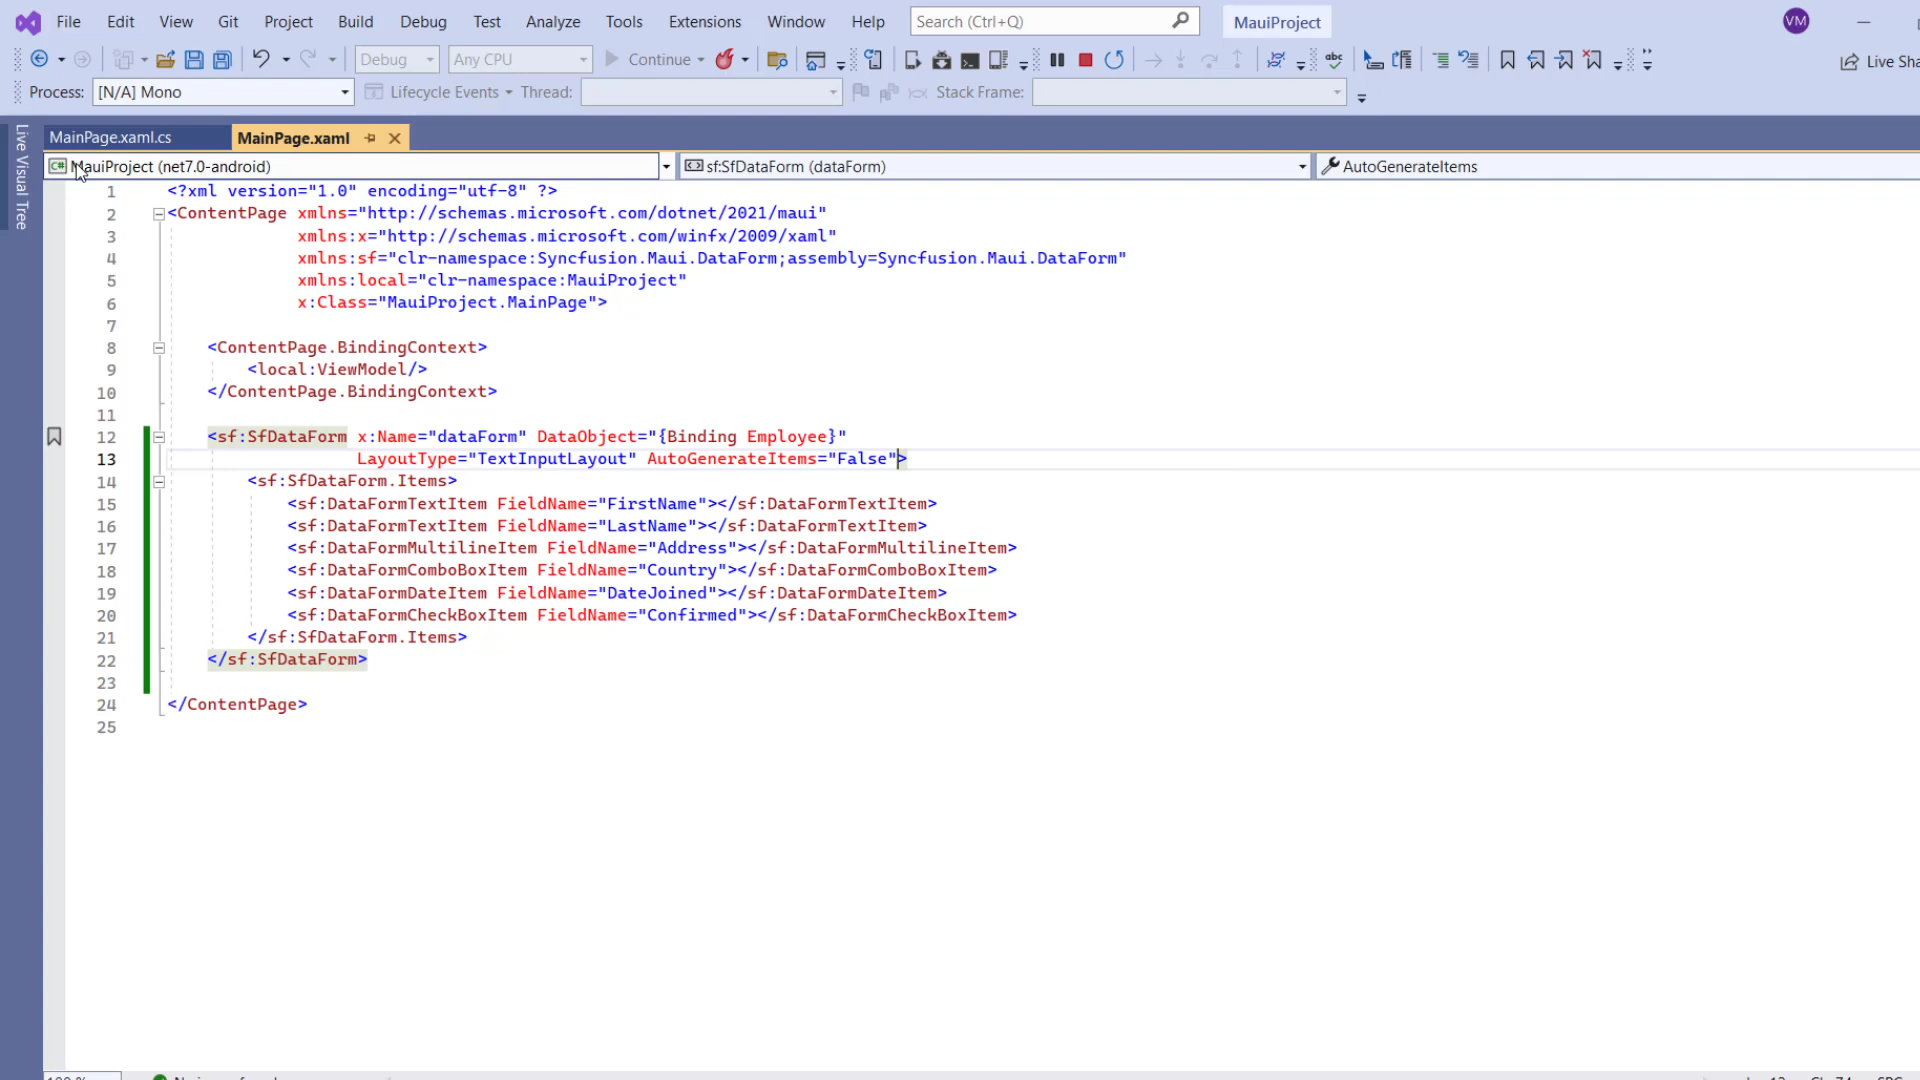 File Edit View Git Project Build Debug Test Analyze Tools Extensions Window Help Search (Ctrl+Q) MauiProject VM
Debug Any CPU Continue Live Sha
Process: [N/A] Mono Lifecycle Events Thread: Stack Frame:
Live Visual Tree
MainPage.xaml.cs MainPage.xaml
MauiProject (net7.0-android) sf:SfDataForm (dataForm) AutoGenerateItems
1 <?xml version="1.0" encoding="utf-8" ?>
2 <ContentPage xmlns="http://schemas.microsoft.com/dotnet/2021/maui"
3 xmlns:x="http://schemas.microsoft.com/winfx/2009/xaml"
4 xmlns:sf="clr-namespace:Syncfusion.Maui.DataForm;assembly=Syncfusion.Maui.DataForm"
5 xmlns:local="clr-namespace:MauiProject"
6 x:Class="MauiProject.MainPage">
7
8 <ContentPage.BindingContext>
9 <local:ViewModel/>
10 </ContentPage.BindingContext>
11
12 <sf:SfDataForm x:Name="dataForm" DataObject="{Binding Employee}"
13 LayoutType="TextInputLayout" AutoGenerateItems="False">
14 <sf:SfDataForm.Items>
15 <sf:DataFormTextItem FieldName="FirstName"></sf:DataFormTextItem>
16 <sf:DataFormTextItem FieldName="LastName"></sf:DataFormTextItem>
17 <sf:DataFormMultilineItem FieldName="Address"></sf:DataFormMultilineItem>
18 <sf:DataFormComboBoxItem FieldName="Country"></sf:DataFormComboBoxItem>
19 <sf:DataFormDateItem FieldName="DateJoined"></sf:DataFormDateItem>
20 <sf:DataFormCheckBoxItem FieldName="Confirmed"></sf:DataFormCheckBoxItem>
21 </sf:SfDataForm.Items>
22 </sf:SfDataForm>
23
24 </ContentPage>
25